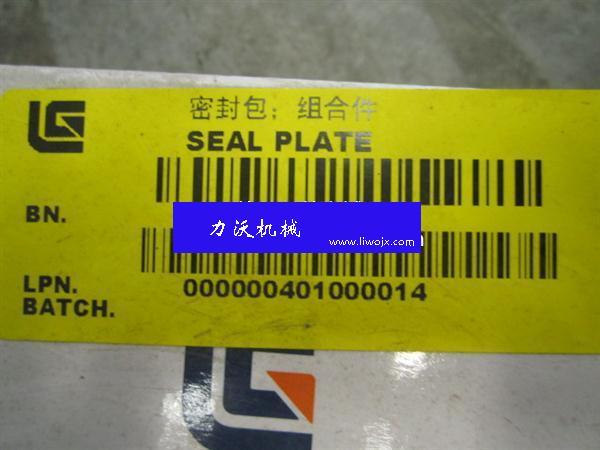 密封包；组合件
SEAL PLATE
BN.
力沃机械
www.liwojx.com
LPN.
000000401000014
BATCH.